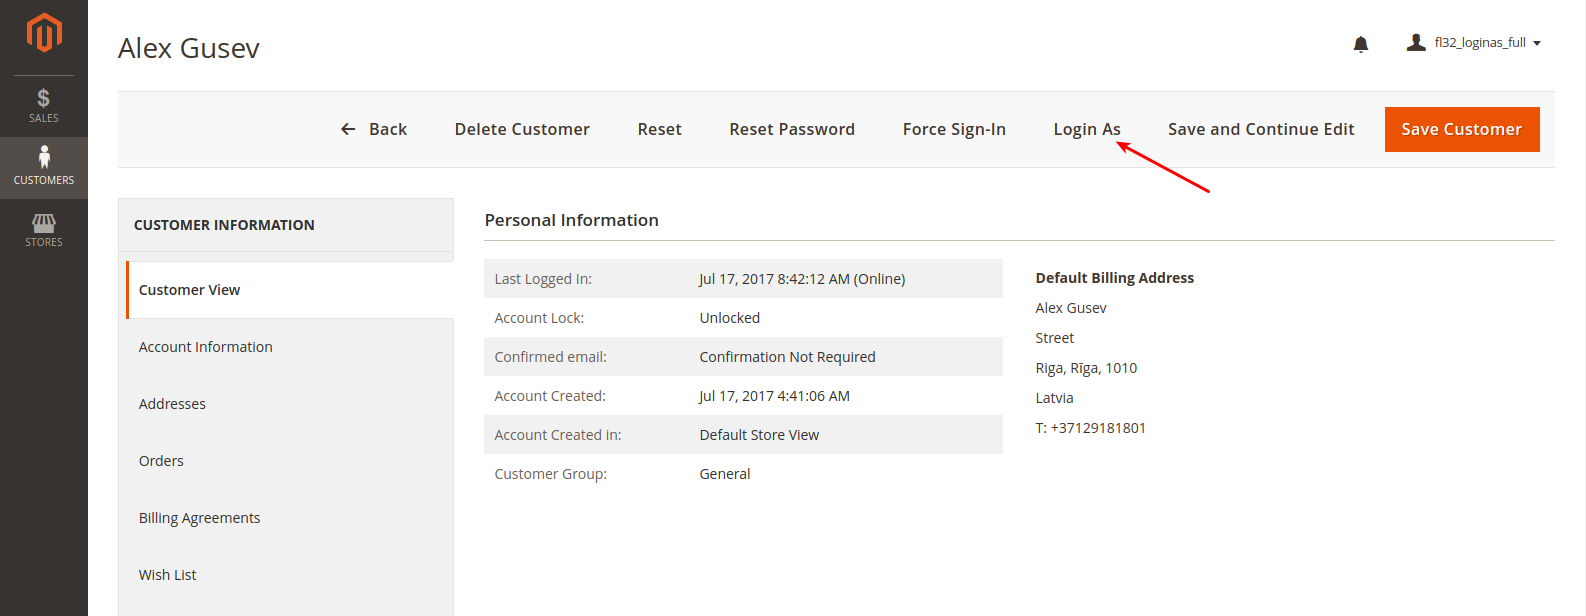 Alex Gusev
fl32_loginas_full
SALES
CUSTOMERS
STORES
Back Delete Customer Reset Reset Password Force Sign-In Login As Save and Continue Edit Save Customer
CUSTOMER INFORMATION
Customer View
Account Information
Addresses
Orders
Billing Agreements
Wish List
Personal Information
Last Logged In: Jul 17, 2017 8:42:12 AM (Online)
Account Lock: Unlocked
Confirmed email: Confirmation Not Required
Account Created: Jul 17, 2017 4:41:06 AM
Account Created in: Default Store View
Customer Group: General
Default Billing Address
Alex Gusev
Street
Riga, Rīga, 1010
Latvia
T: +37129181801